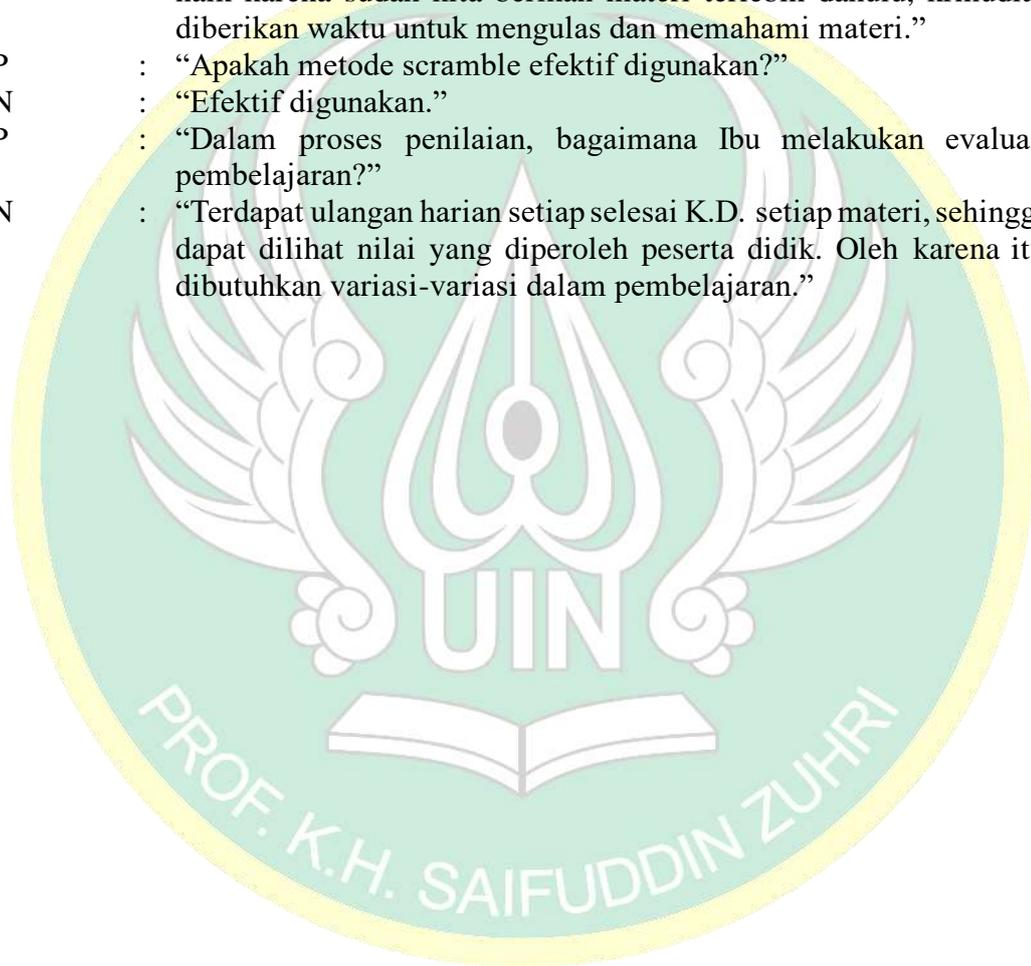 diberikan waktu untuk mengulas dan memahami materi.”
P : “Apakah metode scramble efektif digunakan?”
N : “Efektif digunakan.”
P : “Dalam proses penilaian, bagaimana Ibu melakukan evalua
pembelajaran?”
N : “Terdapat ulangan harian setiap selesai K.D. setiap materi, sehingg
dapat dilihat nilai yang diperoleh peserta didik. Oleh karena it
dibutuhkan variasi-variasi dalam pembelajaran.”
UIN
PROF. K.H. SAIFUDDIN ZUHRI